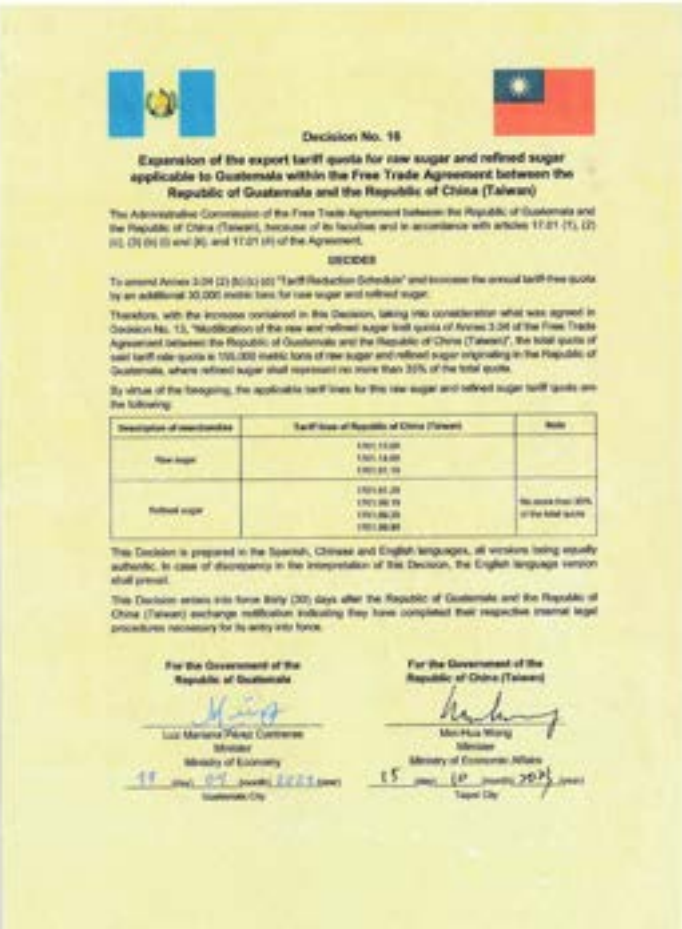 Decision No. 16
Expansion of the export tariff quota for raw sugar and refined sugar
applicable to Guatemala within the Free Trade Agreement between the
Republic of Guatemala and the Republic of China (Taiwan)
The Administrative Commission of the Free Trade Agreement between the Republic of Guatemala and
the Republic of China (Taiwan), because of its faculties and in accordance with articles 17.01 (1), (2)
and 17.01 (4) of the Agreement,
DECIDES
To amend Annex 3.04 "Tariff Reduction Schedule" and increase the annual tariff-free quota
by an additional 30,000 metric tons for raw sugar and refined sugar.
Therefore, with the increase contained in this Decision, taking into consideration what was agreed in
Decision No. 13, "Modification of the raw and refined sugar quota of Annex 3.04 of the Free Trade
Agreement between the Republic of Guatemala and the Republic of China (Taiwan)", the total quota of
said tariff rate quota is metric tons of raw sugar and refined sugar originating in the Republic of
Guatemala, where refined sugar shall represent no more than of the total quota.
By virtue of the foregoing, the applicable tariff lines for this raw sugar and refined sugar tariff quota are
the following:
Description of merchandise Tariff lines of Republic of China (Taiwan) Note
Raw sugar
Refined sugar
No more than
of the total quota
This Decision is prepared in the Spanish, Chinese and English languages, all versions being equally
authentic. In case of discrepancy in the interpretation of this Decision, the English language version
shall prevail.
This Decision enters into force thirty (30) days after the Republic of Guatemala and the Republic of
China (Taiwan) exchange notification indicating they have completed their respective internal legal
procedures necessary for its entry into force.
For the Government of the
Republic of Guatemala
Luz Mariana Pérez Contreras
Minister
Ministry of Economy
(day) (month) (year)
Guatemala City
For the Government of the
Republic of China (Taiwan)
Mei-Hua Wang
Minister
Ministry of Economic Affairs
15 (day) 10 (month) (year)
Taipei City